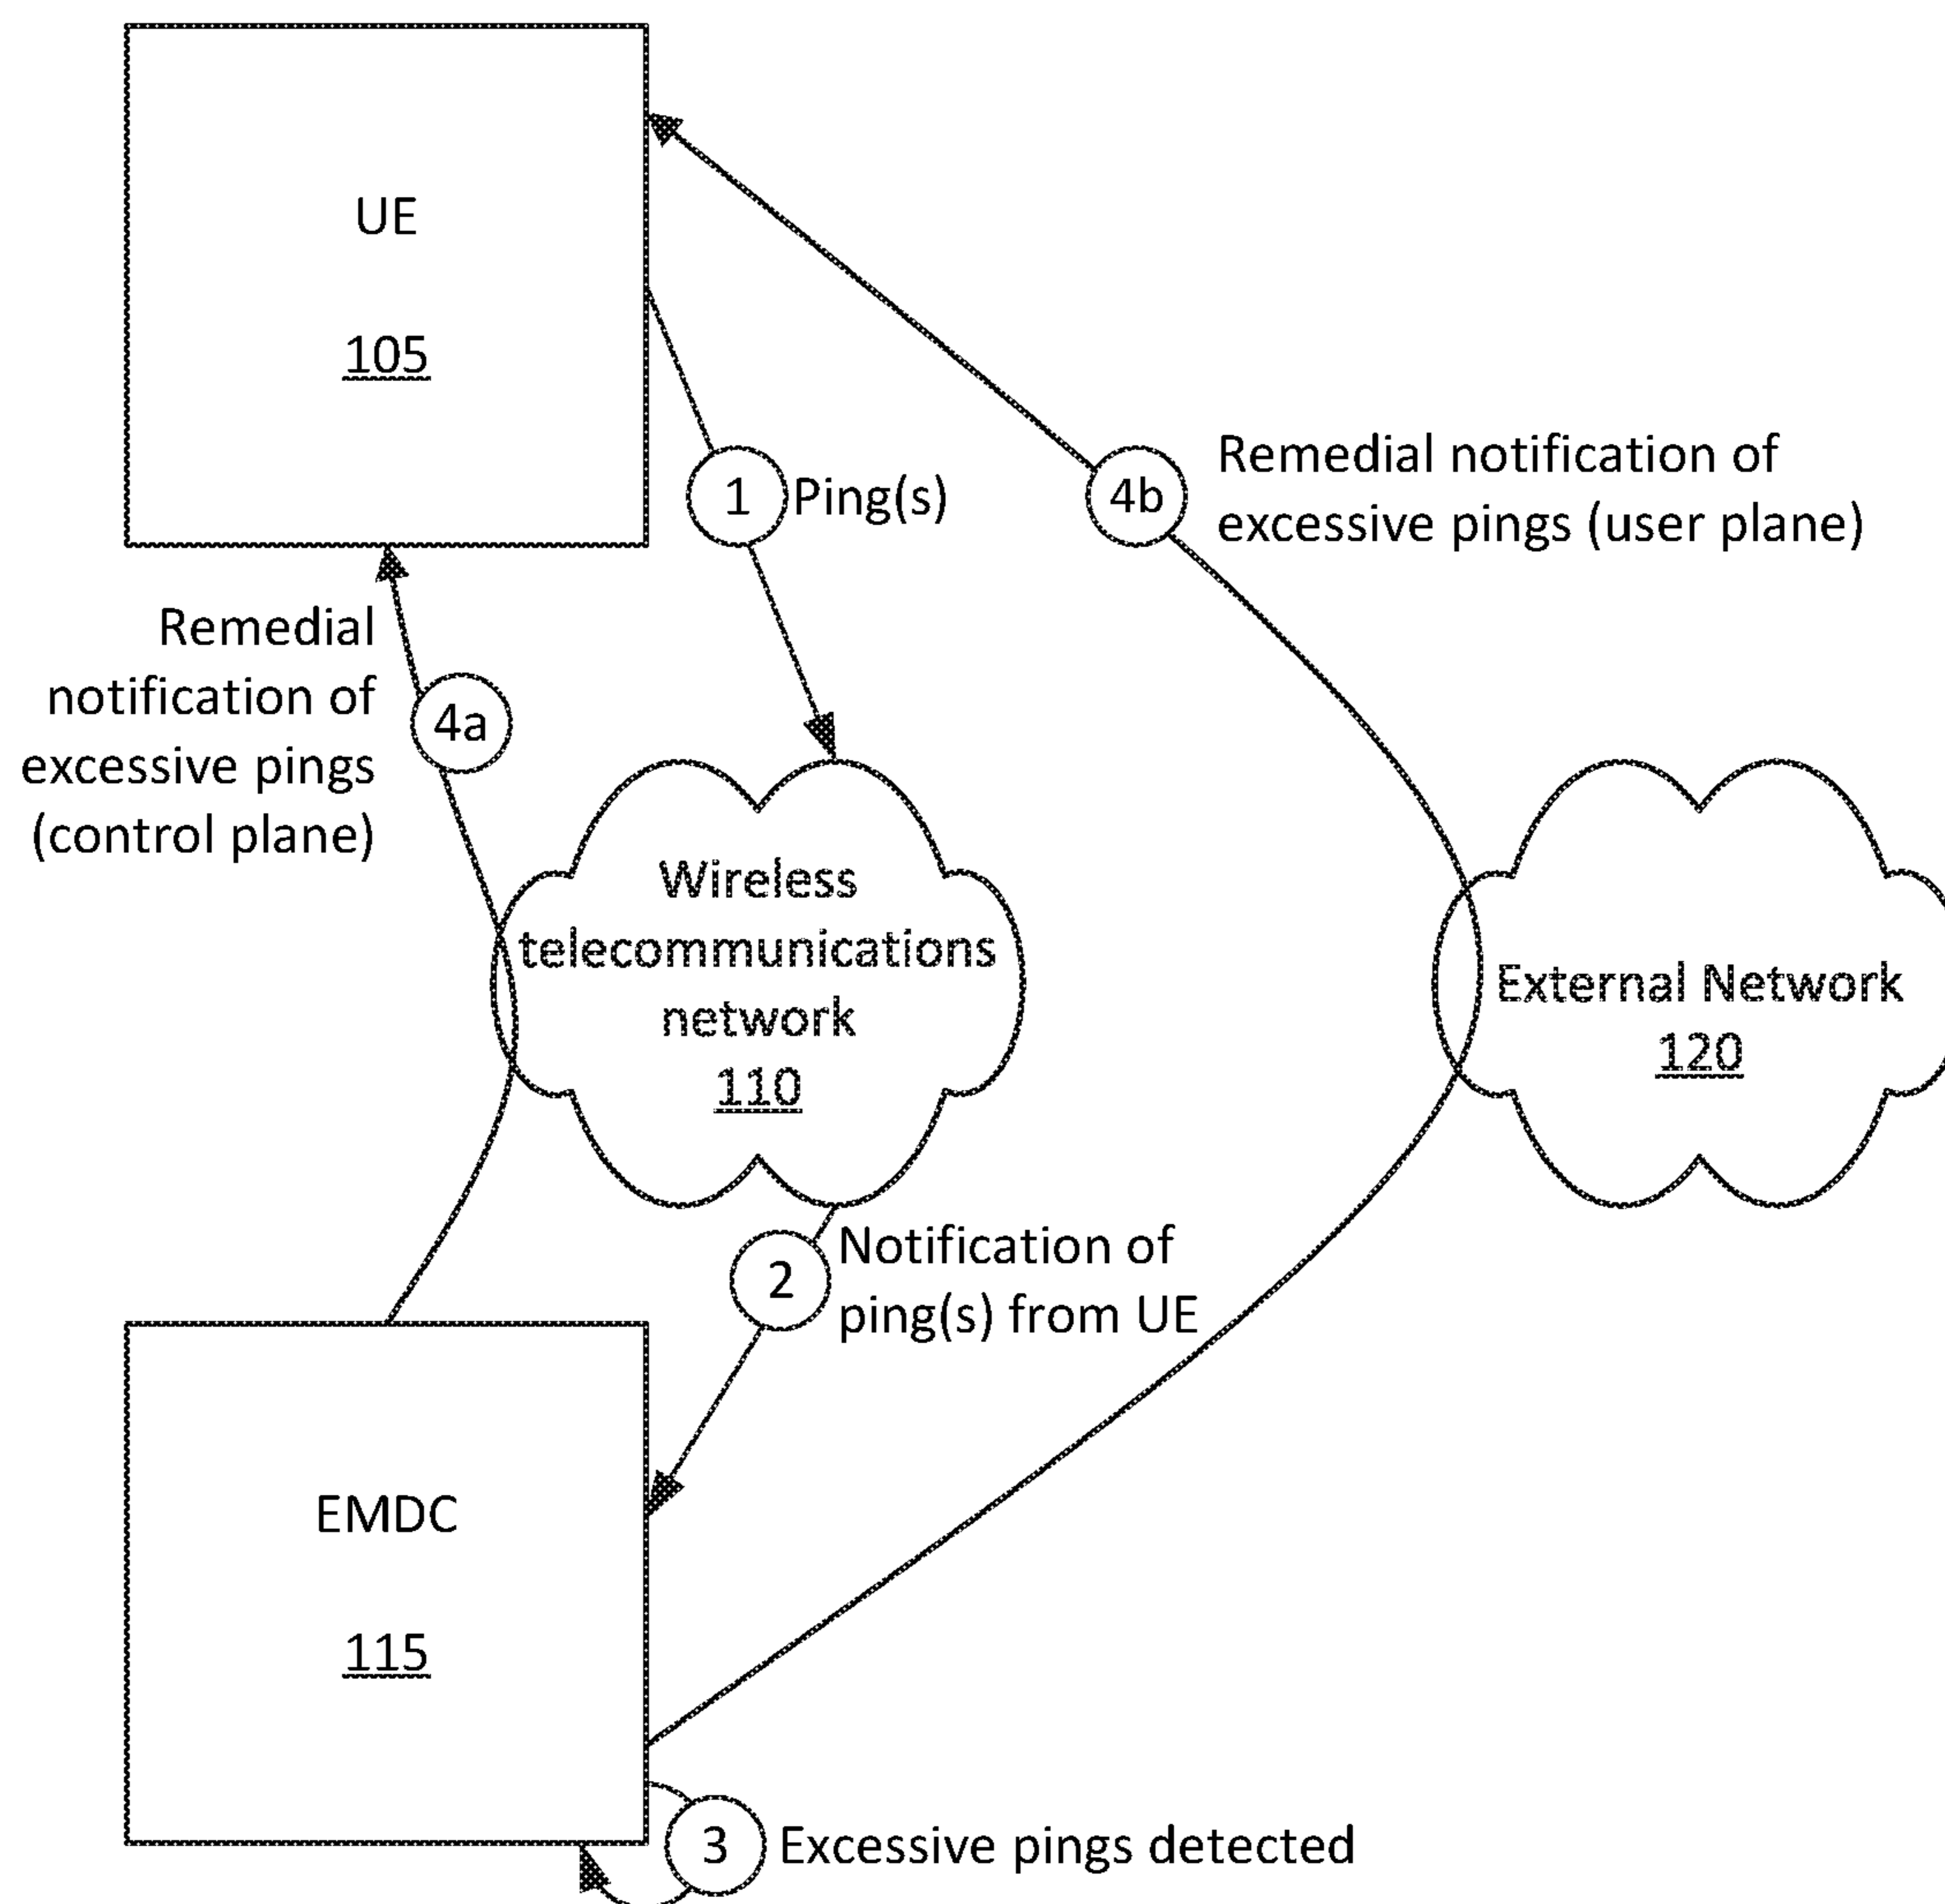 UE
105
1
Ping(s)
4b
Remedial notification of
excessive pings (user plane)
Remedial
notification of
excessive pings
(control plane)
4a
Wireless
telecommunications
network
110
External Network
120
2
Notification of
ping(s) from UE
EMDC
115
3
Excessive pings detected